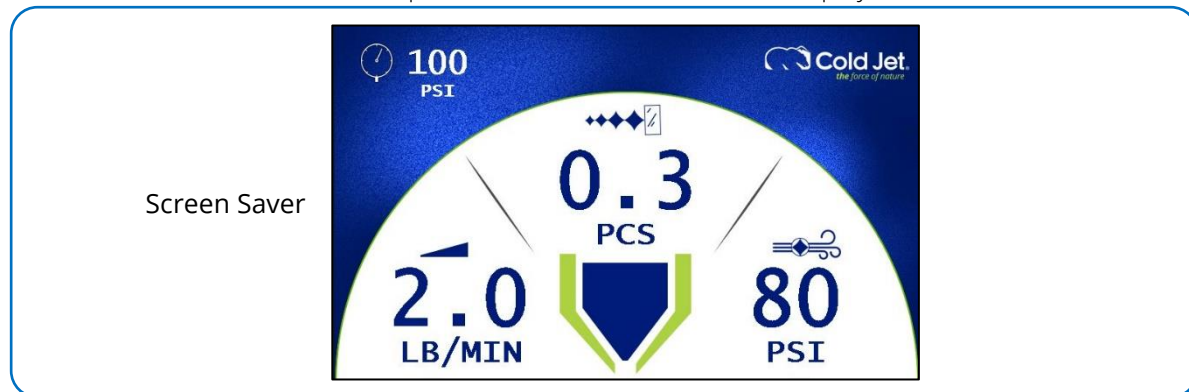 Screen Saver
100
PSI
Cold Jet.
the force of nature
0.3
PCS
2.0
LB/MIN
80
PSI